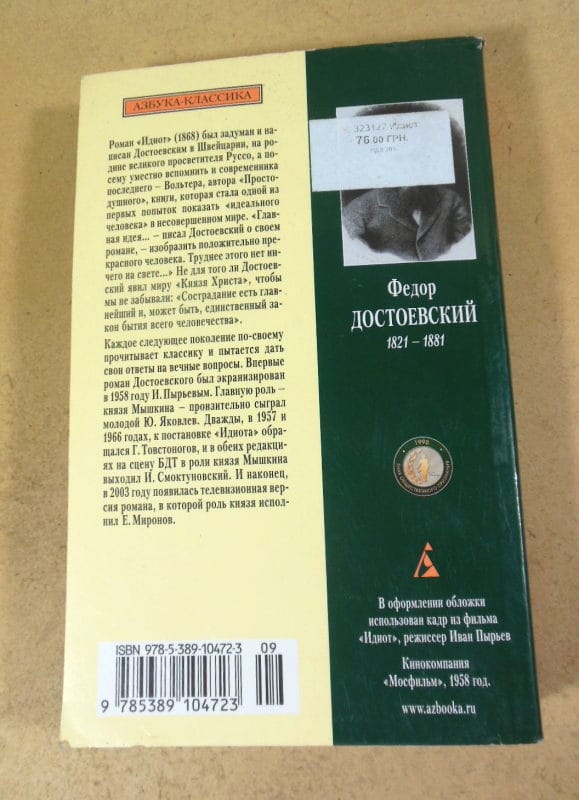 АЗБУКА-КЛАССИКА
Роман «Идиот» (1868) был задуман и на-
писан Достоевским в Швейцарии, на ро-
дине великого просветителя Руссо, а по-
сему уместно вспомнить и современника
последнего – Вольтера, автора «Просто-
душного», книги, которая стала одной из
первых попыток показать «идеального
человека» в несовершенном мире. «Глав-
ная идея... – писал Достоевский о своем
романе, – изобразить положительно пре-
красного человека. Труднее этого нет ни-
чего на свете...» Не для того ли Достоев-
ский явил миру «Князя Христа», чтобы
мы не забывали: «Сострадание есть глав-
нейший и, может быть, единственный за-
кон бытия всего человечества».
Каждое следующее поколение по-своему
прочитывает классику и пытается дать
свои ответы на вечные вопросы. Впервые
роман Достоевского был экранизирован
в 1958 году И. Пырьевым. Главную роль –
князя Мышкина – пронзительно сыграл
молодой Ю. Яковлев. Дважды, в 1957 и
1966 годах, к постановке «Идиота» обра-
щался Г. Товстоногов, и в обеих редакци-
ях на сцену БДТ в роли князя Мышкина
выходил И. Смоктуновский. И наконец,
в 2003 году появилась телевизионная вер-
сия романа, в которой роль князя испол-
нил Е. Миронов.
ISBN 978-5-389-10472-3
09
9 785389 104723
323127 Идиот
76.00 ГРН.
Федор
ДОСТОЕВСКИЙ
1821 – 1881
1998
В оформлении обложки
использован кадр из фильма
«Идиот», режиссер Иван Пырьев
Кинокомпания
«Мосфильм», 1958 год.
www.azbooka.ru